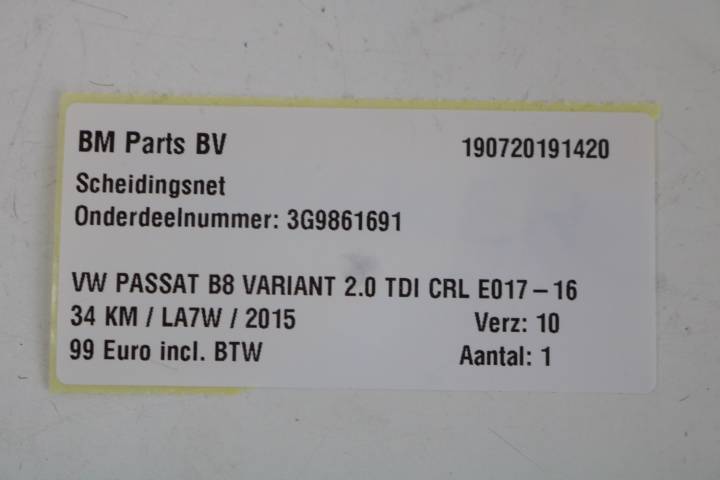 BM Parts BV 190720191420
Scheidingsnet
Onderdeelnummer: 3G9861691
VW PASSAT B8 VARIANT 2.0 TDI CRL E017-16
34 KM / LA7W / 2015 Verz: 10
99 Euro incl. BTW Aantal: 1